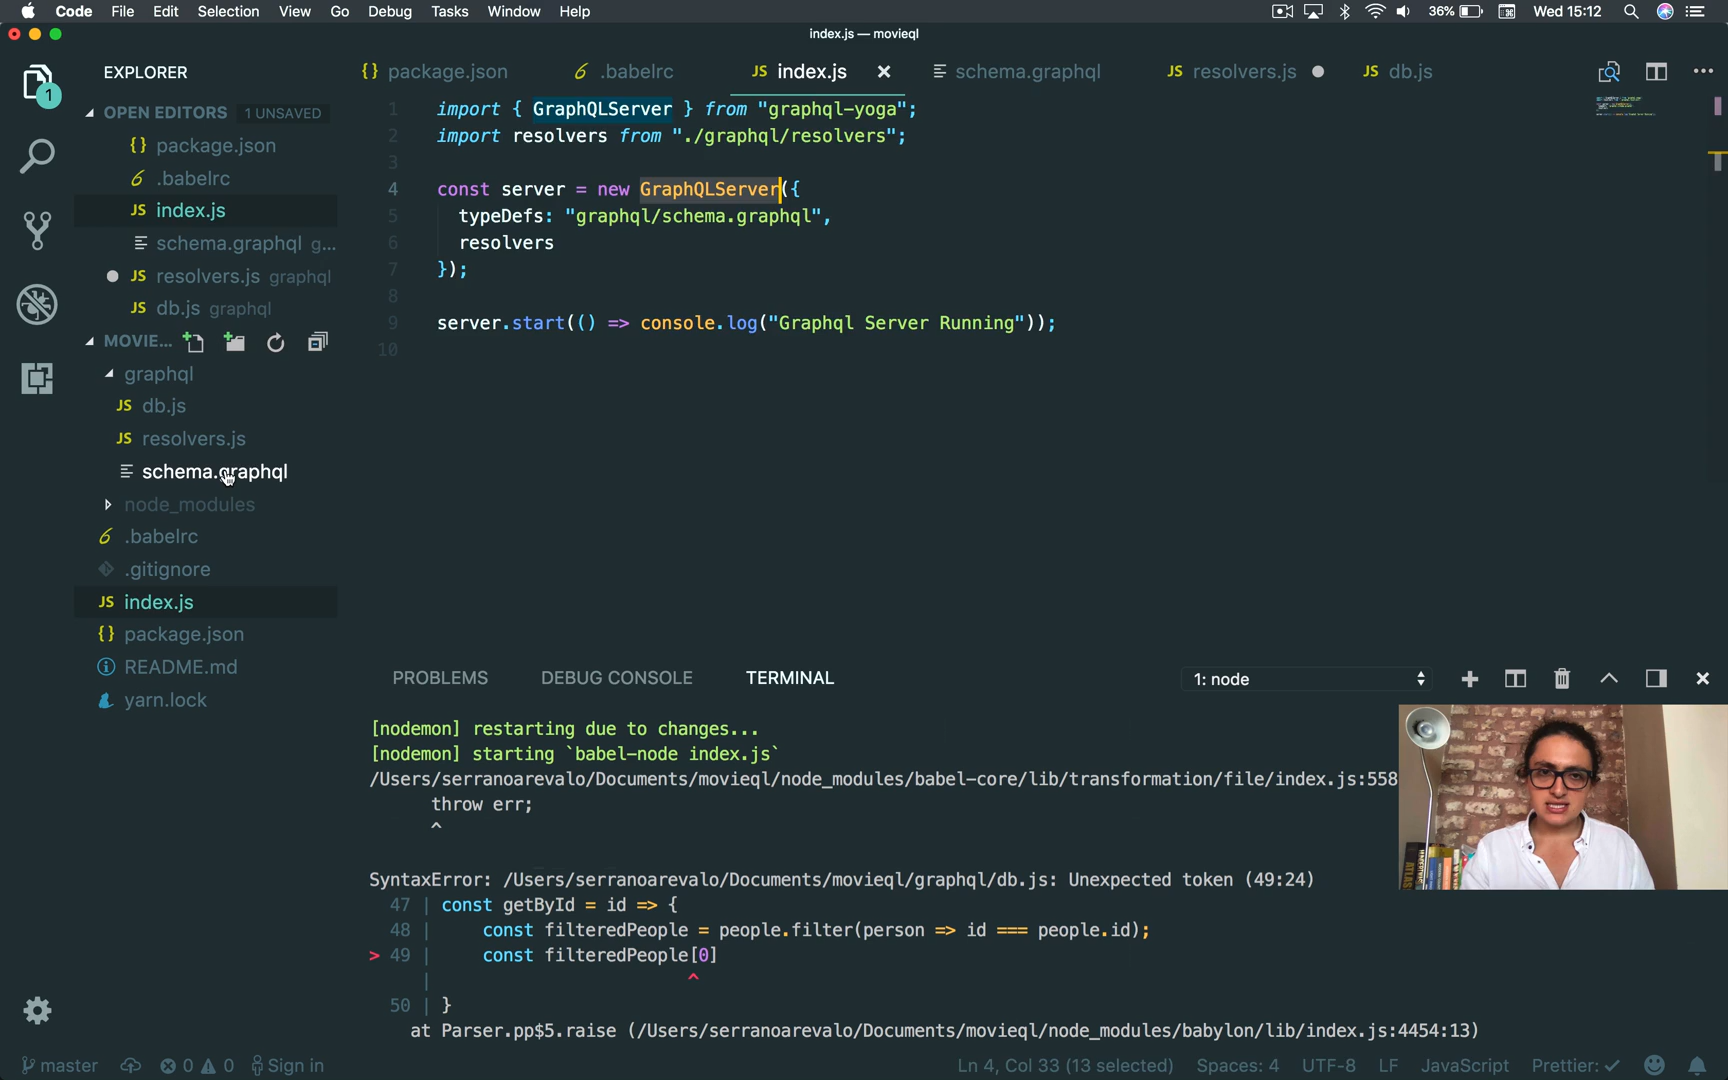 Code File Edit Selection View Go Debug Tasks Window Help 36% Wed 15:12
index.js — movieql
EXPLORER
OPEN EDITORS 1 UNSAVED
{} package.json
.babelrc
JS index.js
schema.graphql g...
JS resolvers.js graphql
JS db.js graphql
MOVIE...
graphql
JS db.js
JS resolvers.js
schema.graphql
node_modules
.babelrc
.gitignore
JS index.js
{} package.json
README.md
yarn.lock
1
{} package.json .babelrc JS index.js schema.graphql JS resolvers.js JS db.js
1 import { GraphQLServer } from "graphql-yoga";
2 import resolvers from "./graphql/resolvers";
3
4 const server = new GraphQLServer({
5 typeDefs: "graphql/schema.graphql",
6 resolvers
7 });
8
9 server.start(() => console.log("Graphql Server Running"));
10
PROBLEMS DEBUG CONSOLE TERMINAL 1: node
[nodemon] restarting due to changes...
[nodemon] starting `babel-node index.js`
/Users/serranoarevalo/Documents/movieql/node_modules/babel-core/lib/transformation/file/index.js:558
throw err;
^
SyntaxError: /Users/serranoarevalo/Documents/movieql/graphql/db.js: Unexpected token (49:24)
47 | const getById = id => {
48 | const filteredPeople = people.filter(person => id === people.id);
> 49 | const filteredPeople[0]
| ^
50 | }
at Parser.pp$5.raise (/Users/serranoarevalo/Documents/movieql/node_modules/babylon/lib/index.js:4454:13)
master 0 0 Sign in Ln 4, Col 33 (13 selected) Spaces: 4 UTF-8 LF JavaScript Prettier: ✓